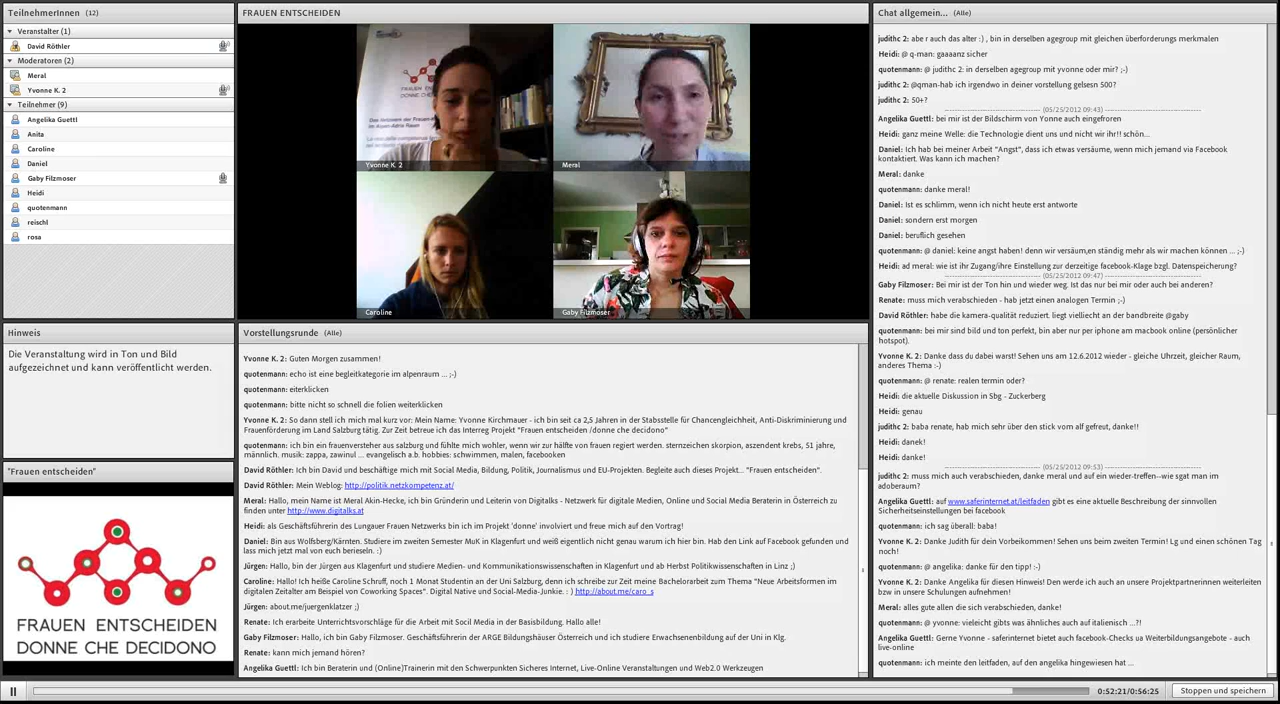 TeilnehmerInnen (12)
Veranstalter (1)
David Röthler
Moderatoren (2)
Meral
Yvonne K. 2
Teilnehmer (9)
Angelika Guettl
Anita
Caroline
Daniel
Gaby Filzmoser
Heidi
quotenmann
reischl
rosa
Hinweis
Die Veranstaltung wird in Ton und Bild
aufgezeichnet und kann veröffentlicht werden.
"Frauen entscheiden"
FRAUEN ENTSCHEIDEN
DONNE CHE DECIDONO
FRAUEN ENTSCHEIDEN
FRAUEN ENTSCHEIDEN
DONNE CHE DECIDONO
Yvonne K. 2
Meral
Caroline
Gaby Filzmoser
Vorstellungsrunde (Alle)
Yvonne K. 2: Guten Morgen zusammen!
quotenmann: echo ist eine begleitkategorie im alpenraum ... ;-)
quotenmann: eiterklicken
quotenmann: bitte nicht so schnell die folien weiterklicken
Yvonne K. 2: So dann stell ich mich mal kurz vor: Mein Name: Yvonne Kirchmauer - ich bin seit ca 2,5 Jahren in der Stabsstelle für Chancengleichheit, Anti-Diskriminierung und
Frauenförderung im Land Salzburg tätig. Zur Zeit betreue ich das Interreg Projekt "Frauen entscheiden /donne che decidono"
quotenmann: ich bin ein frauenversteher aus salzburg und fühlte mich wohler, wenn wir zur hälfte von frauen regiert werden. sternzeichen skorpion, aszendent krebs, 51 jahre,
männlich. musik: zappa, zawinul ... evangelisch a.b. hobbies: schwimmen, malen, facebooken
David Röthler: Ich bin David und beschäftige mich mit Social Media, Bildung, Politik, Journalismus und EU-Projekten. Begleite auch dieses Projekt... "Frauen entscheiden".
David Röthler: Mein Weblog: http://politik.netzkompetenz.at/
Meral: Hallo, mein Name ist Meral Akin-Hecke, ich bin Gründerin und Leiterin von Digitalks - Netzwerk für digitale Medien, Online und Social Media Beraterin in Österreich zu
finden unter http://www.digitalks.at
Heidi: als Geschäftsführerin des Lungauer Frauen Netzwerks bin ich im Projekt 'donne' involviert und freue mich auf den Vortrag!
Daniel: Bin aus Wolfsberg/Kärnten. Studiere im zweiten Semester MuK in Klagenfurt und weiß eigentlich nicht genau warum ich hier bin. Hab den Link auf Facebook gefunden und
lass mich jetzt mal von euch berieseln. :)
Jürgen: Hallo, bin der Jürgen aus Klagenfurt und studiere Medien- und Kommunikationswissenschaften in Klagenfurt und ab Herbst Politikwissenschaft in Linz ;)
Caroline: Hallo! Ich heiße Caroline Schruff, noch 1 Monat Studentin an der Uni Salzburg, denn ich schreibe zur Zeit meine Bachelorarbeit zum Thema "Neue Arbeitsformen im
digitalen Zeitalter am Beispiel von Coworking Spaces". Digital Native und Social-Media-Junkie. : ) http://about.me/caro_s
Jürgen: about.me/juergenklatzer ;)
Renate: Ich erarbeite Unterrichtsvorschläge für die Arbeit mit Socil Media in der Basisbildung. Hallo alle!
Gaby Filzmoser: Hallo, ich bin Gaby Filzmoser. Geschäftsführerin der ARGE Bildungshäuser Österreich und ich studiere Erwachsenenbildung auf der Uni in Klg.
Renate: kann mich jemand hören?
Angelika Guettl: Ich bin Beraterin und (Online)Trainerin mit den Schwerpunkten Sicheres Internet, Live-Online Veranstaltungen und Web2.0 Werkzeugen
Chat allgemein... (Alle)
judithc 2: abe r auch das alter :) , bin in derselben agegroup mit gleichen überforderungs merkmalen
Heidi: @ q-man: gaaaanz sicher
quotenmann: @ judithc 2: in derselben agegroup mit yvonne oder mir? ;-)
judithc 2: @qman-hab ich irgendwo in deiner vorstellung gelsesn 500?
judithc 2: 50+?
(05/25/2012 09:43)
Angelika Guettl: bei mir ist der Bildschirm von Yonne auch eingefroren
Heidi: ganz meine Welle: die Technologie dient uns und nicht wir ihr!! schön...
Daniel: Ich hab bei meiner Arbeit "Angst", dass ich etwas versäume, wenn mich jemand via Facebook
kontaktiert. Was kann ich machen?
Meral: danke
quotenmann: danke meral!
Daniel: Ist es schlimm, wenn ich nicht heute erst antworte
Daniel: sondern erst morgen
Daniel: beruflich gesehen
quotenmann: @ daniel: keine angst haben! denn wir versäum,en ständig mehr als wir machen können ... ;-)
Heidi: ad meral: wie ist ihr Zugang/ihre Einstellung zur derzeitige facebook-Klage bzgl. Datenspeicherung?
(05/25/2012 09:47)
Gaby Filzmoser: Bei mir ist der Ton hin und wieder weg. Ist das nur bei mir oder auch bei anderen?
Renate: muss mich verabschieden - hab jetzt einen analogen Termin ;-)
David Röthler: habe die kamera-qualität reduziert. liegt vielliecht an der bandbreite @gaby
quotenmann: bei mir sind bild und ton perfekt, bin aber nur per iphone am macbook online (persönlicher
hotspot).
Yvonne K. 2: Danke dass du dabei warst! Sehen uns am 12.6.2012 wieder - gleiche Uhrzeit, gleicher Raum,
anderes Thema :-)
quotenmann: @ renate: realen termin oder?
Heidi: die aktuelle Diskussion in Sbg - Zuckerberg
Heidi: genau
judithc 2: baba renate, hab mich sehr über den stick vom alf gefreut, danke!!
Heidi: danek!
Heidi: danke!
(05/25/2012 09:53)
judithc 2: muss mich auch verabschieden, danke meral und auf ein wieder-treffen--wie sgat man im
adoberaum?
Angelika Guettl: auf www.saferinternet.at/leitfaden gibt es eine aktuelle Beschreibung der sinnvollen
Sicherheitseinstellungen bei facebook
quotenmann: ich sag überall: baba!
Yvonne K. 2: Danke Judith für dein Vorbeikommen! Sehen uns beim zweiten Termin! Lg und einen schönen Tag
noch!
quotenmann: @ angelika: danke für den tipp! :-)
Yvonne K. 2: Danke Angelika für diesen Hinweis! Den werde ich auch an unsere Projektpartnerinnen weiterleiten
bzw in unsere Schulungen aufnehmen!
Meral: alles gute allen die sich verabschieden, danke!
quotenmann: @ yvonne: vieleicht gibts was ähnliches auch auf italienisch ...?!
Angelika Guettl: Gerne Yvonne - saferinternet bietet auch facebook-Checks ua Weiterbildungsangebote - auch
live-online
quotenmann: ich meinte den leitfaden, auf den angelika hingewiesen hat ...
0:52:21/0:56:25
Stoppen und speichern